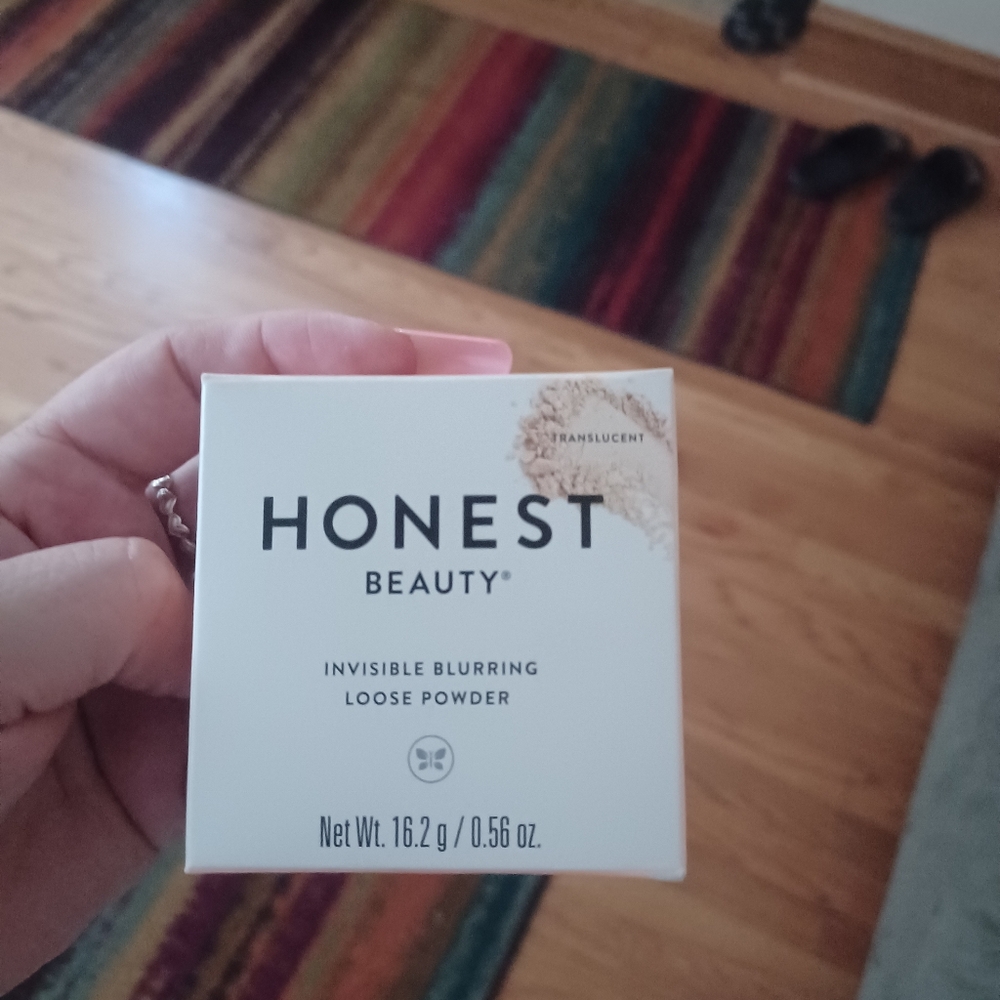 TRANSLUCENT
HONEST
BEAUTY®
INVISIBLE BLURRING
LOOSE POWDER
Net Wt. 16.2 g / 0.56 oz.